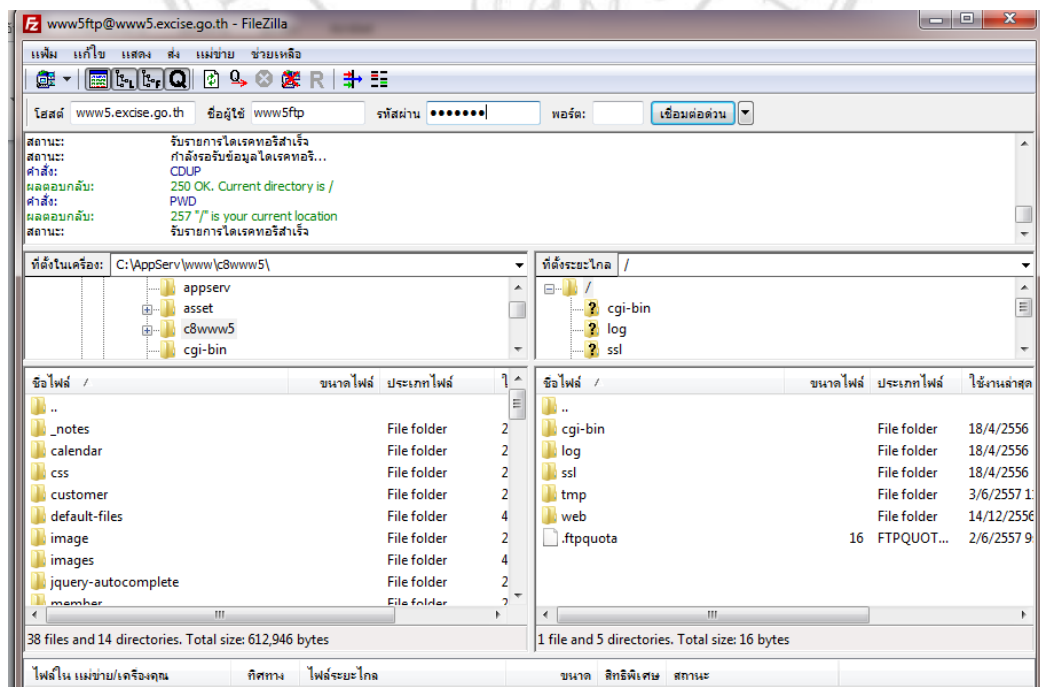 www5ftp@www5.excise.go.th - FileZilla
แฟ้ม แก้ไข แสดง ส่ง แม่ข่าย ช่วยเหลือ
โฮสต์ www5.excise.go.th ชื่อผู้ใช้ www5ftp รหัสผ่าน ●●●●●●● พอร์ต: เชื่อมต่อด่วน
สถานะ: รับรายการไดเรคทอรีสำเร็จ
สถานะ: กำลังรอรับข้อมูลไดเรคทอรี...
คำสั่ง: CDUP
ผลตอบกลับ: 250 OK. Current directory is /
คำสั่ง: PWD
ผลตอบกลับ: 257 "/" is your current location
สถานะ: รับรายการไดเรคทอรีสำเร็จ
ที่ตั้งในเครื่อง: C:\AppServ\www\c8www5\
appserv
asset
c8www5
cgi-bin
ที่ตั้งระยะไกล /
/
cgi-bin
log
ssl
ชื่อไฟล์ / ขนาดไฟล์ ประเภทไฟล์ ใ
..
_notes File folder 2
calendar File folder 2
css File folder 2
customer File folder 2
default-files File folder 4
image File folder 2
images File folder 4
jquery-autocomplete File folder 2
member File folder 2
38 files and 14 directories. Total size: 612,946 bytes
ชื่อไฟล์ / ขนาดไฟล์ ประเภทไฟล์ ใช้งานล่าสุด
..
cgi-bin File folder 18/4/2556
log File folder 18/4/2556
ssl File folder 18/4/2556
tmp File folder 3/6/2557 1
web File folder 14/12/2556
.ftpquota 16 FTPQUOT... 2/6/2557 9:
1 file and 5 directories. Total size: 16 bytes
ไฟล์ใน แม่ข่าย/เครื่องคุณ ทิศทาง ไฟล์ระยะไกล ขนาด สิทธิพิเศษ สถานะ